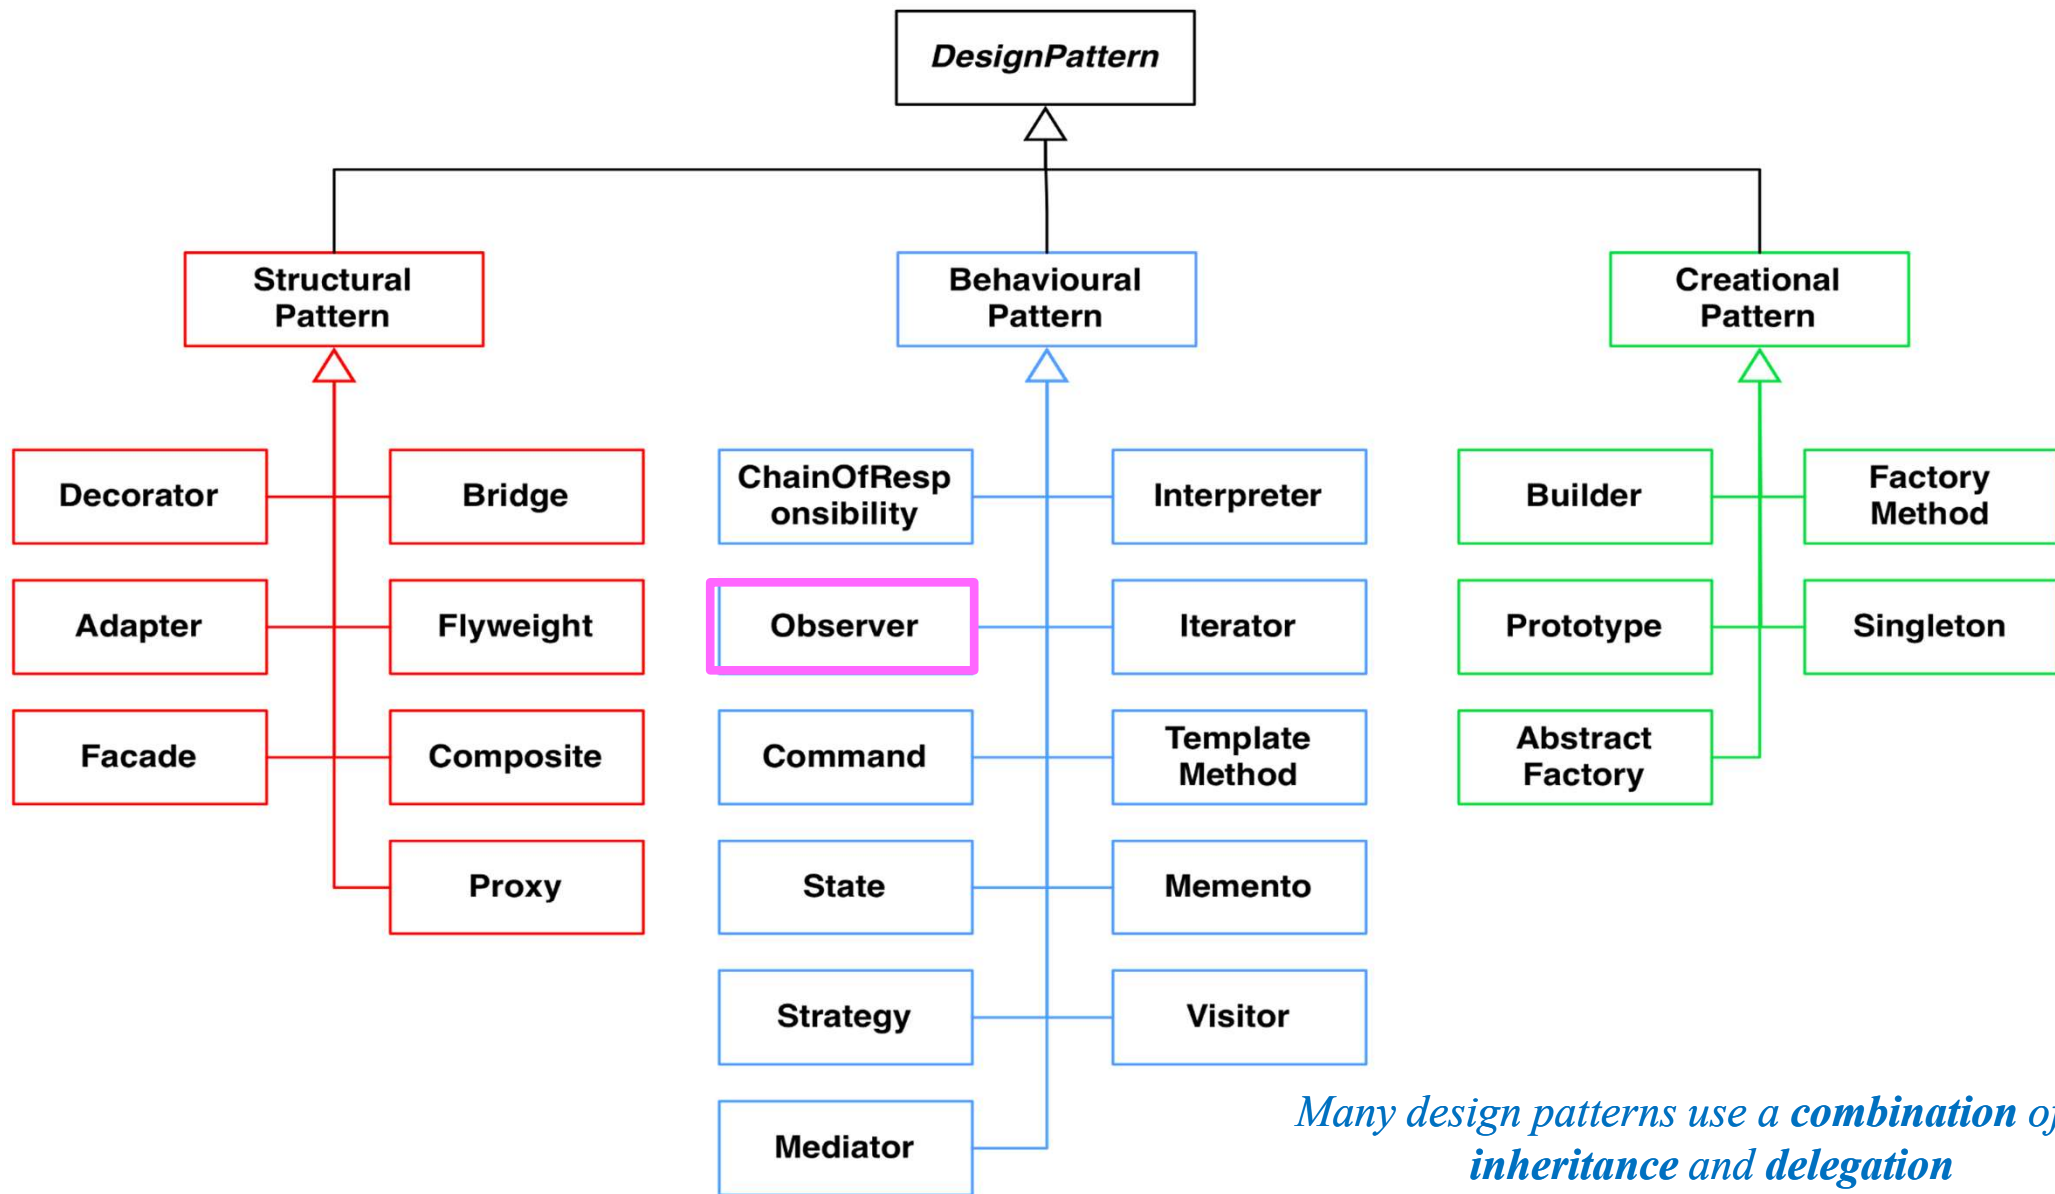 DesignPattern
Structural
Pattern
Behavioural
Pattern
Creational
Pattern
Decorator
Bridge
ChainOfResp
onsibility
Interpreter
Builder
Factory
Method
Adapter
Flyweight
Observer
Iterator
Prototype
Singleton
Facade
Composite
Command
Template
Method
Abstract
Factory
Proxy
State
Memento
Strategy
Visitor
Mediator
Many design patterns use a combination of
inheritance and delegation